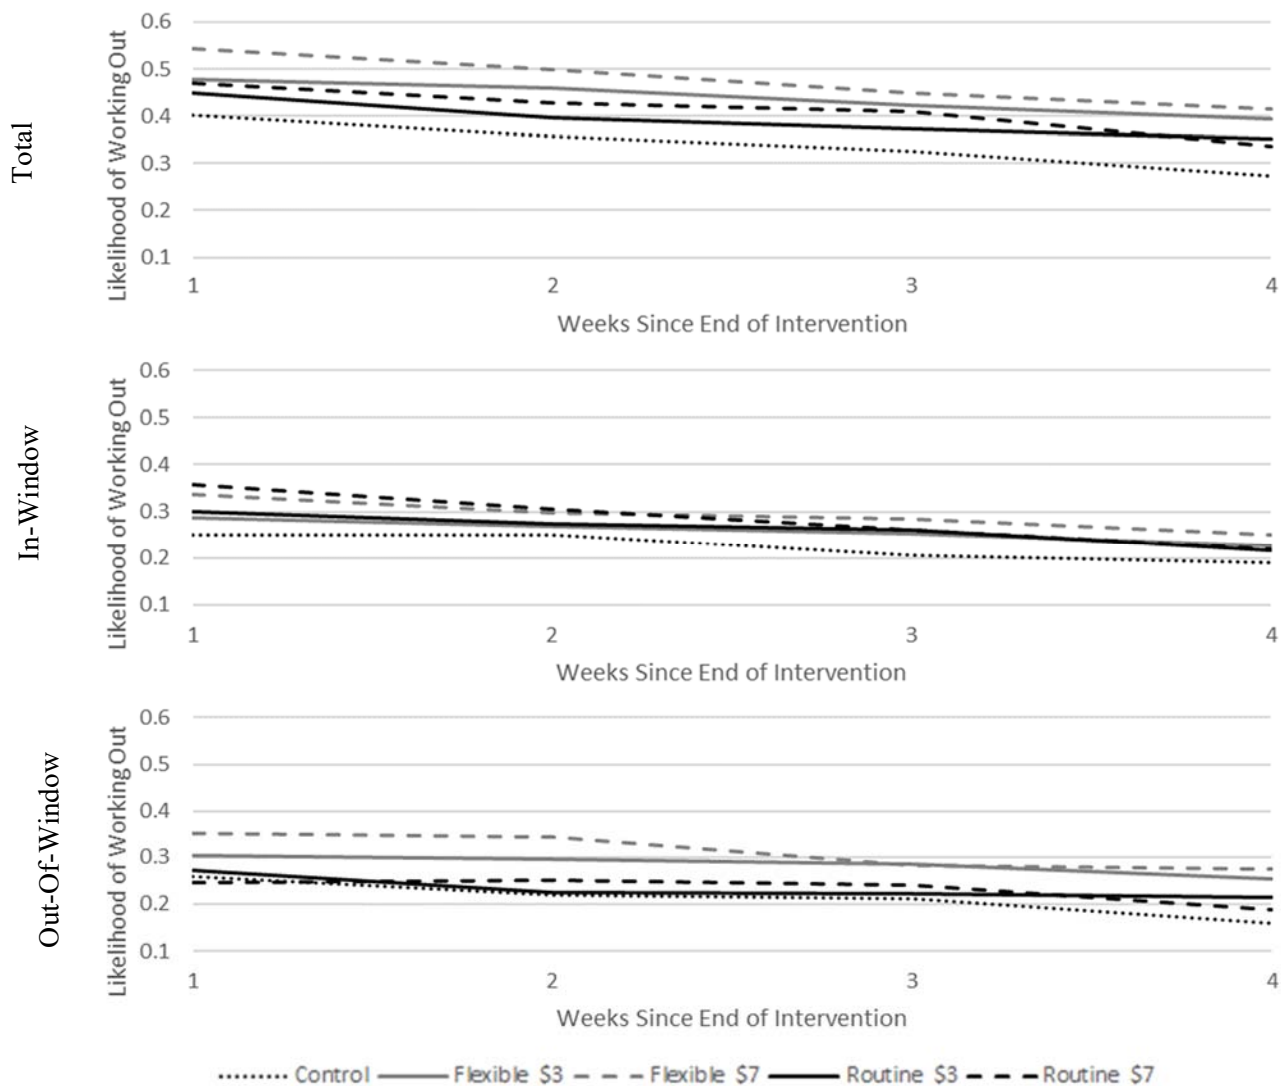 Total
Likelihood of Working Out
0.6
0.5
0.4
0.3
0.2
0.1
1 2 3 4
Weeks Since End of Intervention
In-Window
Likelihood of Working Out
0.6
0.5
0.4
0.3
0.2
0.1
1 2 3 4
Weeks Since End of Intervention
Out-Of-Window
Likelihood of Working Out
0.6
0.5
0.4
0.3
0.2
0.1
1 2 3 4
Weeks Since End of Intervention
Control Flexible $3 Flexible $7 Routine $3 Routine $7